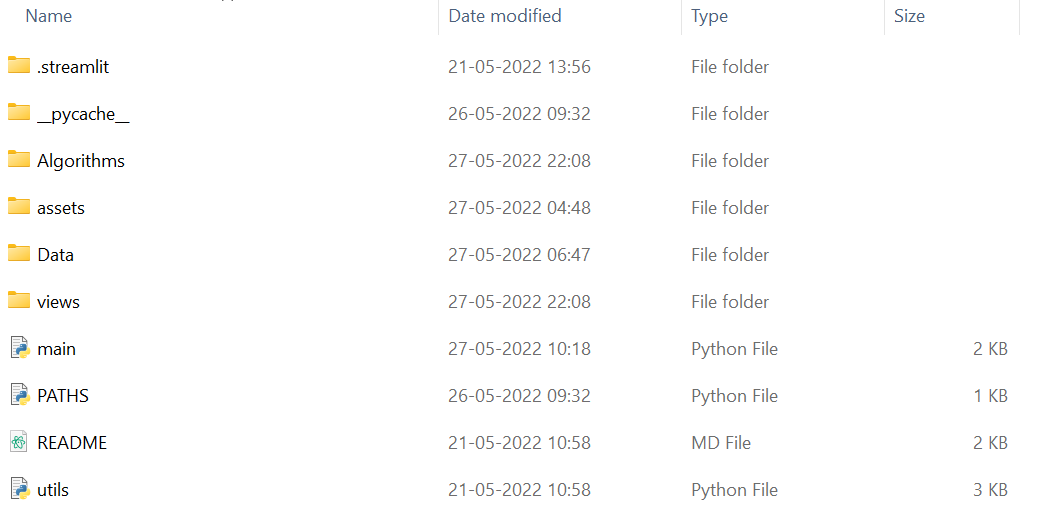 Name Date modified Type Size
.streamlit 21-05-2022 13:56 File folder
__pycache__ 26-05-2022 09:32 File folder
Algorithms 27-05-2022 22:08 File folder
assets 27-05-2022 04:48 File folder
Data 27-05-2022 06:47 File folder
views 27-05-2022 22:08 File folder
main 27-05-2022 10:18 Python File 2 KB
PATHS 26-05-2022 09:32 Python File 1 KB
README 21-05-2022 10:58 MD File 2 KB
utils 21-05-2022 10:58 Python File 3 KB